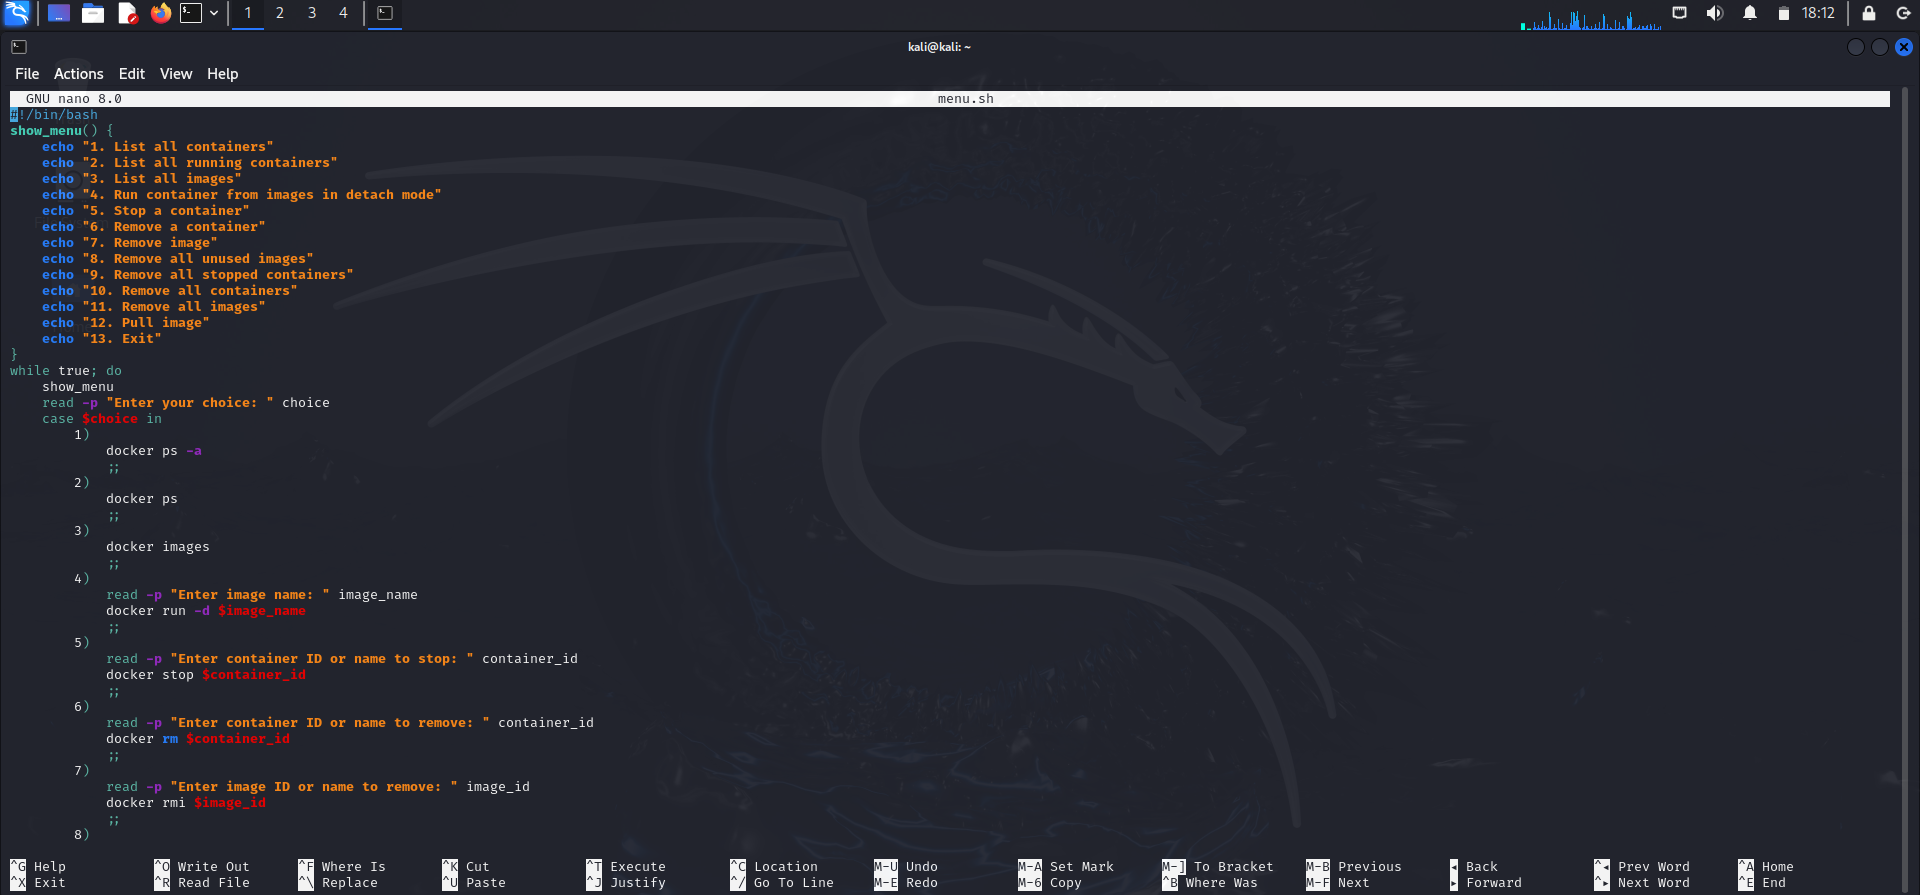 1 2 3 4 18:12
kali@kali: ~
File Actions Edit View Help
GNU nano 8.0 menu.sh
#!/bin/bash
show_menu() {
    echo "1. List all containers"
    echo "2. List all running containers"
    echo "3. List all images"
    echo "4. Run container from images in detach mode"
    echo "5. Stop a container"
    echo "6. Remove a container"
    echo "7. Remove image"
    echo "8. Remove all unused images"
    echo "9. Remove all stopped containers"
    echo "10. Remove all containers"
    echo "11. Remove all images"
    echo "12. Pull image"
    echo "13. Exit"
}
while true; do
    show_menu
    read -p "Enter your choice: " choice
    case $choice in
        1)
            docker ps -a
            ;;
        2)
            docker ps
            ;;
        3)
            docker images
            ;;
        4)
            read -p "Enter image name: " image_name
            docker run -d $image_name
            ;;
        5)
            read -p "Enter container ID or name to stop: " container_id
            docker stop $container_id
            ;;
        6)
            read -p "Enter container ID or name to remove: " container_id
            docker rm $container_id
            ;;
        7)
            read -p "Enter image ID or name to remove: " image_id
            docker rmi $image_id
            ;;
        8)
^G Help ^O Write Out ^F Where Is ^K Cut ^T Execute ^C Location M-U Undo M-A Set Mark M-] To Bracket M-B Previous ◂ Back ^◂ Prev Word ^A Home
^X Exit ^R Read File ^\ Replace ^U Paste ^J Justify ^/ Go To Line M-E Redo M-6 Copy ^B Where Was M-F Next ▸ Forward ^▸ Next Word ^E End